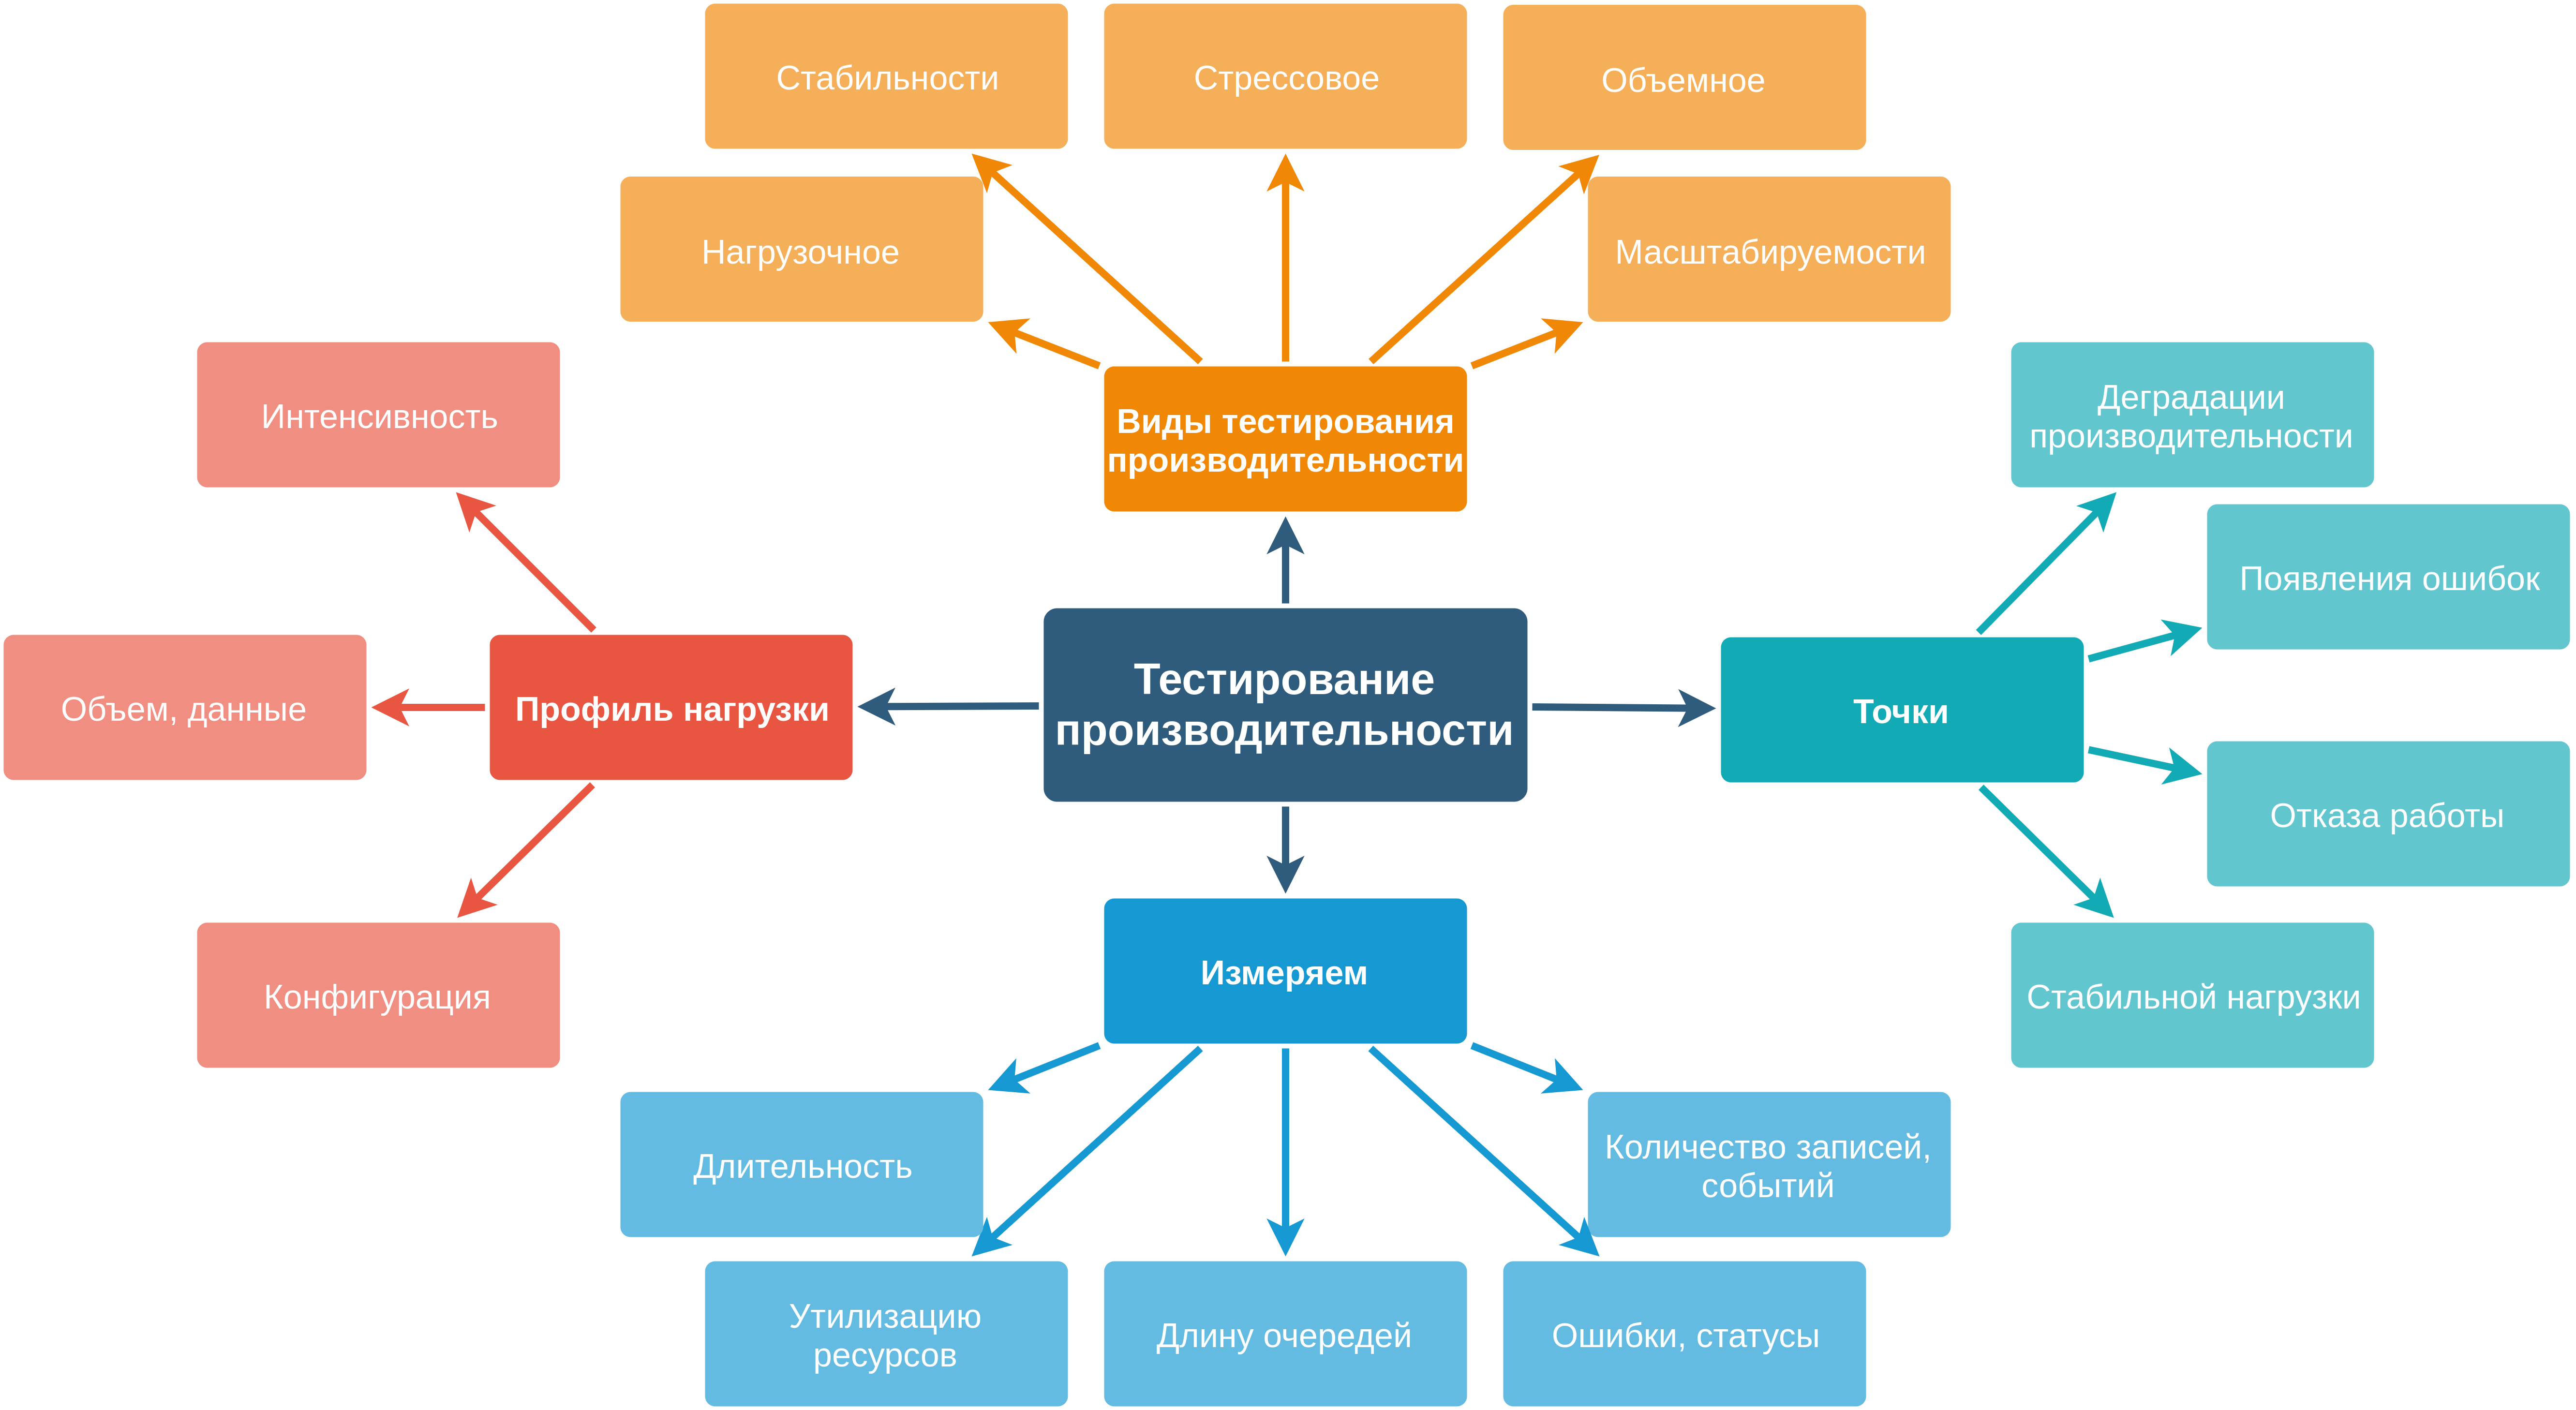 Стабильности
Стрессовое
Объемное
Нагрузочное
Масштабируемости
Виды тестирования
производительности
Интенсивность
Деградации
производительности
Появления ошибок
Объем, данные
Профиль нагрузки
Тестирование
производительности
Точки
Отказа работы
Конфигурация
Измеряем
Стабильной нагрузки
Длительность
Количество записей,
событий
Утилизацию
ресурсов
Длину очередей
Ошибки, статусы